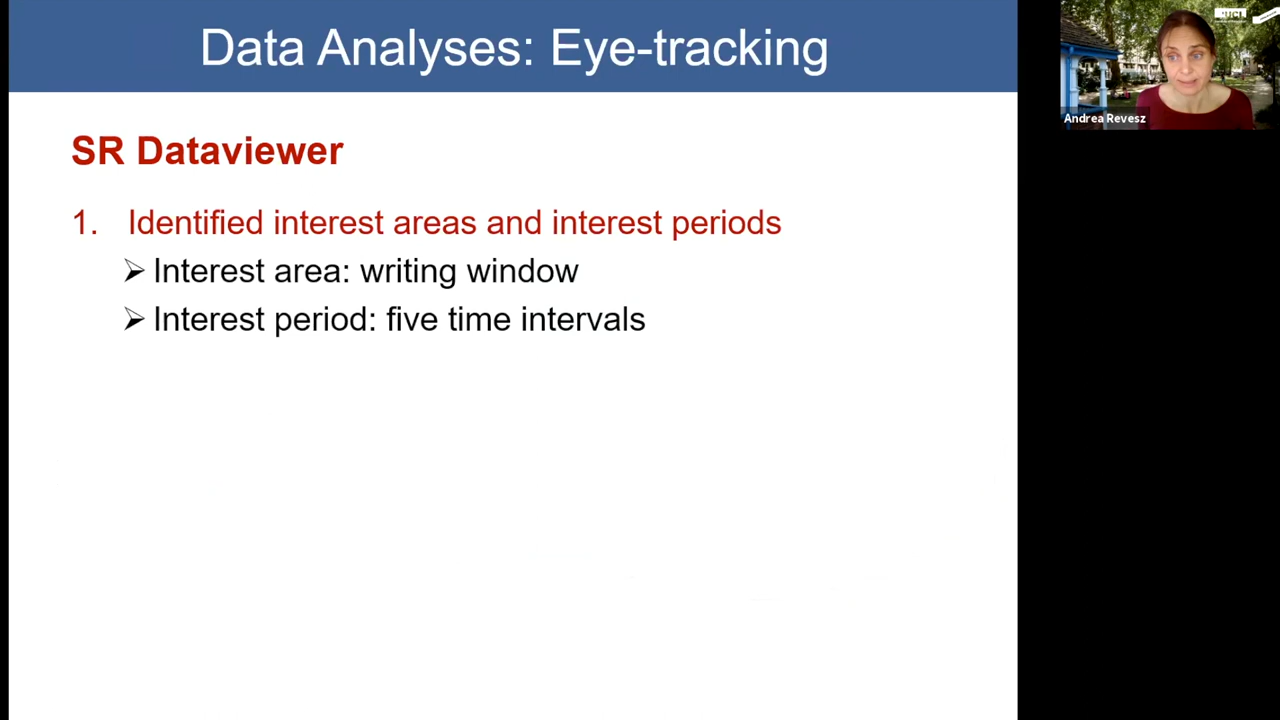 Data Analyses: Eye-tracking
SR Dataviewer
1. Identified interest areas and interest periods
➢ Interest area: writing window
➢ Interest period: five time intervals
Andrea Revesz